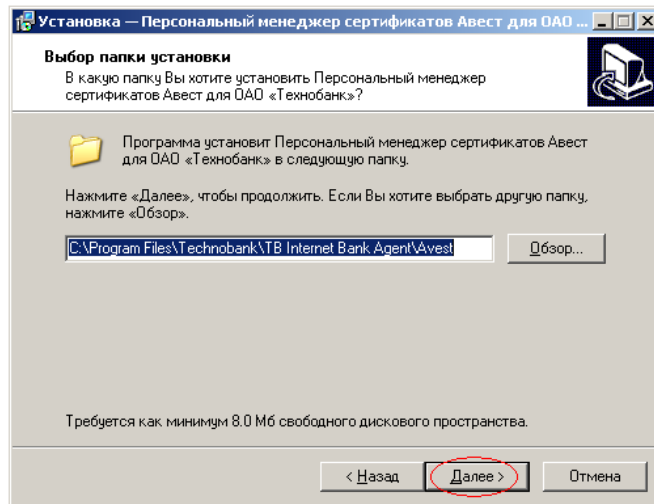 Установка — Персональный менеджер сертификатов Авест для ОАО ...
Выбор папки установки
В какую папку Вы хотите установить Персональный менеджер
сертификатов Авест для ОАО «Технобанк»?
Программа установит Персональный менеджер сертификатов Авест
для ОАО «Технобанк» в следующую папку.
Нажмите «Далее», чтобы продолжить. Если Вы хотите выбрать другую папку,
нажмите «Обзор».
C:\Program Files\Technobank\TB Internet Bank Agent\Avest
Обзор...
Требуется как минимум 8.0 Мб свободного дискового пространства.
< Назад
Далее >
Отмена